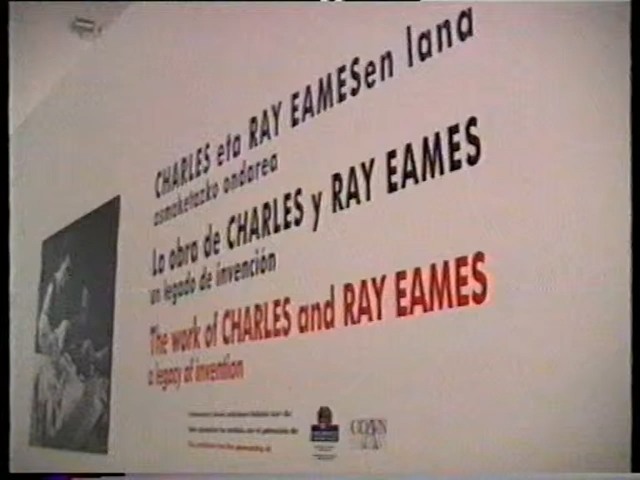 CHARLES eta RAY EAMESen lana
asmaketazko ondarea
La obra de CHARLES y RAY EAMES
un legado de invención
The work of CHARLES and RAY EAMES
a legacy of invention